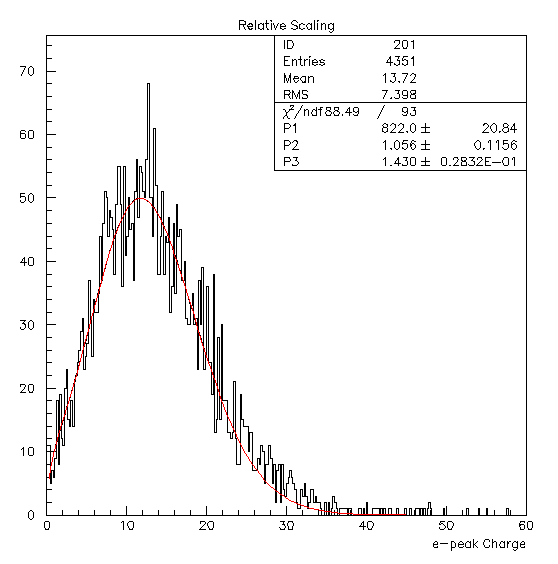 Relative Scaling
ID 201
Entries 4351
Mean 13.72
RMS 7.398
χ²/ndf88.49 / 93
P1 822.0 ± 20.84
P2 1.056 ± 0.1156
P3 1.430 ± 0.2832E-01
70
60
50
40
30
20
10
0
0 10 20 30 40 50 60
e-peak Charge